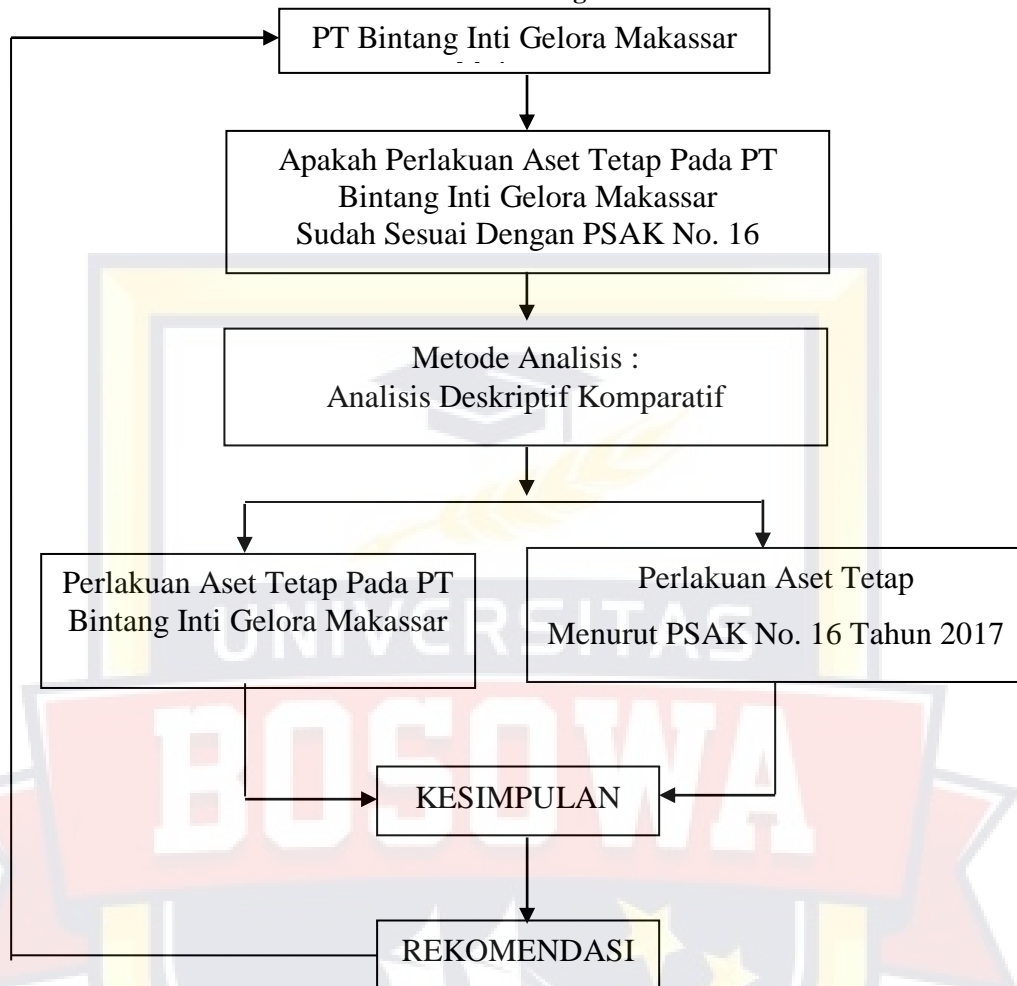 PT Bintang Inti Gelora Makassar
Apakah Perlakuan Aset Tetap Pada PT
Bintang Inti Gelora Makassar
Sudah Sesuai Dengan PSAK No. 16
Metode Analisis :
Analisis Deskriptif Komparatif
Perlakuan Aset Tetap Pada PT
Bintang Inti Gelora Makassar
Perlakuan Aset Tetap
Menurut PSAK No. 16 Tahun 2017
UNIVERSITAS
BOSOWA
KESIMPULAN
REKOMENDASI